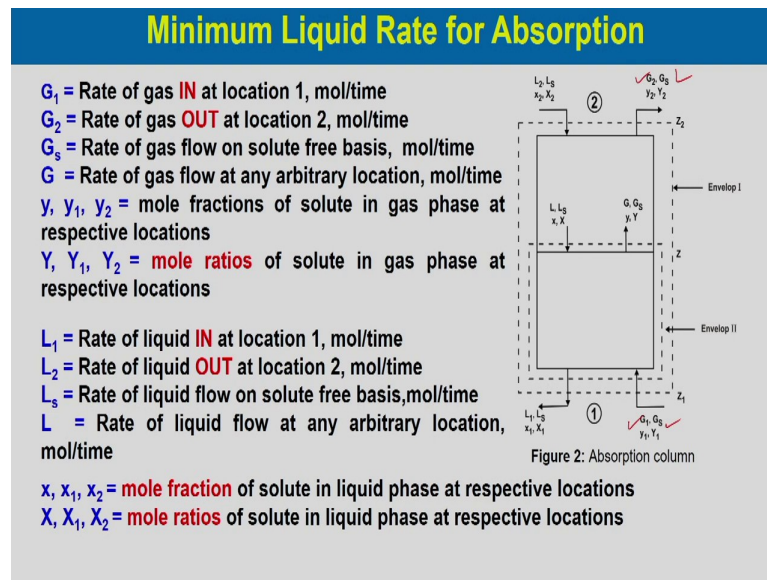 Minimum Liquid Rate for Absorption
G₁ = Rate of gas IN at location 1, mol/time
G₂ = Rate of gas OUT at location 2, mol/time
Gₛ = Rate of gas flow on solute free basis, mol/time
G = Rate of gas flow at any arbitrary location, mol/time
y, y₁, y₂ = mole fractions of solute in gas phase at
respective locations
Y, Y₁, Y₂ = mole ratios of solute in gas phase at
respective locations
L₁ = Rate of liquid IN at location 1, mol/time
L₂ = Rate of liquid OUT at location 2, mol/time
Lₛ = Rate of liquid flow on solute free basis,mol/time
L = Rate of liquid flow at any arbitrary location,
mol/time
x, x₁, x₂ = mole fraction of solute in liquid phase at respective locations
X, X₁, X₂ = mole ratios of solute in liquid phase at respective locations
L₂, Lₛ
x₂, X₂
2
G₂, Gₛ
y₂, Y₂
Z₂
Envelop I
L, Lₛ
x, X
G, Gₛ
y, Y
Z
Envelop II
Z₁
L₁, Lₛ
x₁, X₁
1
G₁, Gₛ
y₁, Y₁
Figure 2: Absorption column